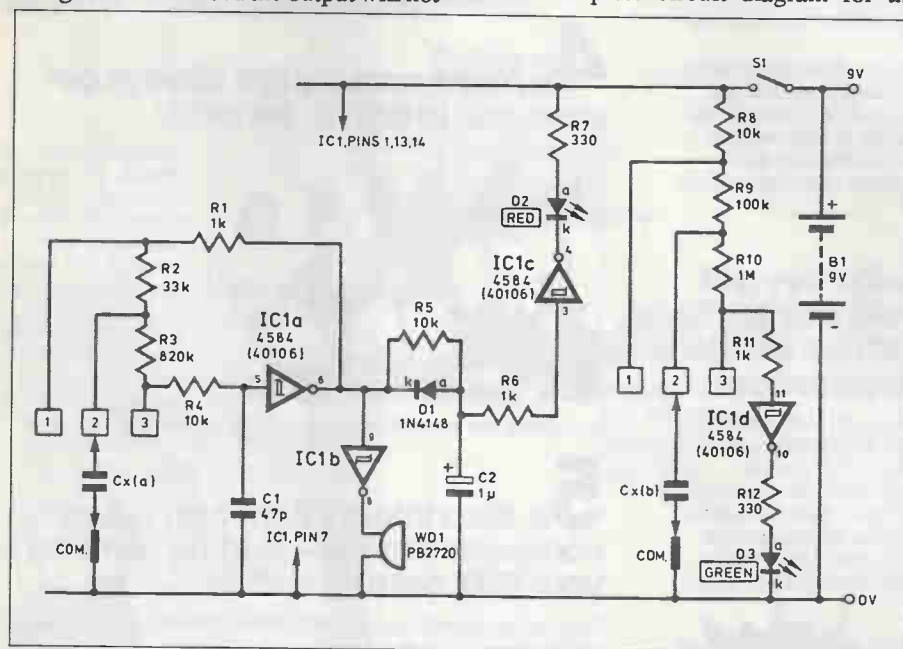 circuit diagram for a
S1
9V
R8
10k
IC1, PINS 1,13,14
R7
330
R1
1k
D2
RED
a
k
R9
100k
R2
33k
IC1c
4584
(40106)
4
3
R10
1M
B1
9V
+
-
IC1a
4584
(40106)
R5
10k
R3
820k
R11
1k
1
2
3
R4
10k
5
6
k
a
D1
1N4148
R6
1k
1
2
3
11
IC1d
4584
(40106)
10
9
IC1b
8
Cx(a)
C1
47p
+
C2
1µ
Cx(b)
R12
330
COM.
IC1, PIN 7
WD1
PB2720
COM.
a
D3
GREEN
k
0V